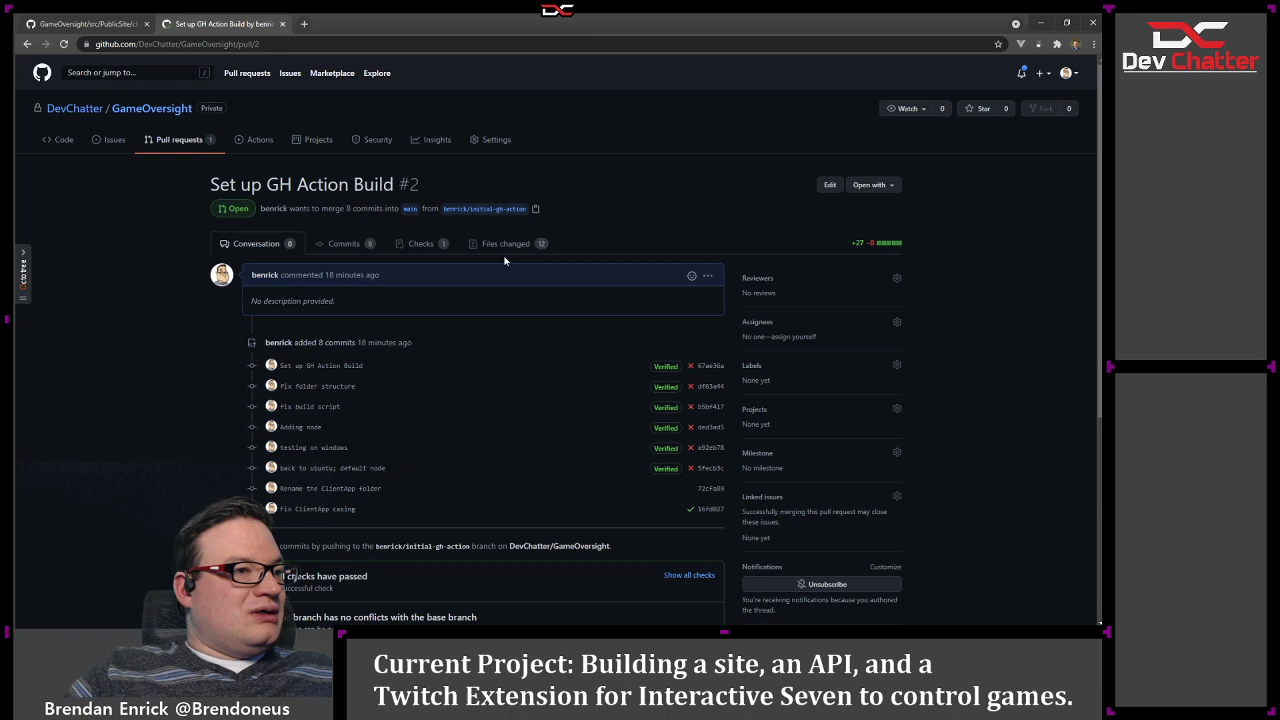 GameOversight/src/PublicSite/cl
Set up GH Action Build by benric
DC
github.com/DevChatter/GameOversight/pull/2
Search or jump to...
/
Pull requests
Issues
Marketplace
Explore
DevChatter / GameOversight
Private
Watch
0
Star
0
Fork
0
Code
Issues
Pull requests
1
Actions
Projects
Security
Insights
Settings
Set up GH Action Build #2
Edit
Open with
Open
benrick wants to merge 8 commits into main from benrick/initial-gh-action
Conversation 0
Commits 8
Checks 1
Files changed 12
+27 −0
benrick commented 18 minutes ago
No description provided.
benrick added 8 commits 18 minutes ago
Set up GH Action Build
Verified
67ae36a
fix folder structure
Verified
df63a44
fix build script
Verified
b5bf417
Adding node
Verified
ded3ad5
testing on windows
Verified
a92eb78
back to ubuntu; default node
Verified
5fecb3c
Rename the ClientApp folder
72cfa89
Fix ClientApp casing
16fd027
commits by pushing to the benrick/initial-gh-action branch on DevChatter/GameOversight.
checks have passed
Show all checks
successful check
branch has no conflicts with the base branch
Reviewers
No reviews
Assignees
No one—assign yourself
Labels
None yet
Projects
None yet
Milestone
No milestone
Linked issues
Successfully merging this pull request may close
these issues.
None yet
Notifications
Customize
Unsubscribe
You're receiving notifications because you authored
the thread.
Octotree
DC
Dev Chatter
Current Project: Building a site, an API, and a
Twitch Extension for Interactive Seven to control games.
Brendan Enrick @Brendoneus